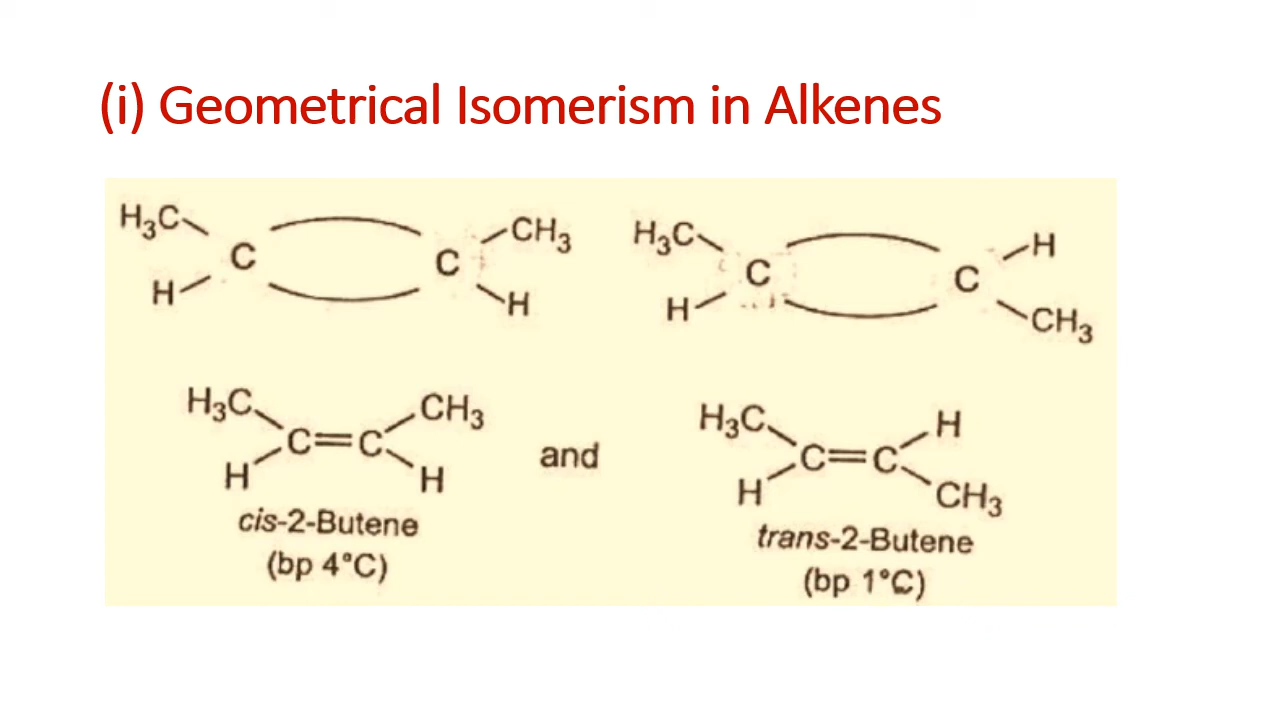 (i) Geometrical Isomerism in Alkenes
H₃C C C CH₃
H H
H₃C C C H
H CH₃
H₃C CH₃
C=C
H H
and
H₃C H
C=C
H CH₃
cis-2-Butene
(bp 4°C)
trans-2-Butene
(bp 1°C)